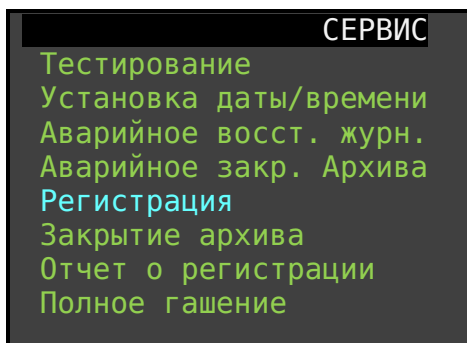 СЕРВИС
Тестирование
Установка даты/времени
Аварийное восст. журн.
Аварийное закр. Архива
Регистрация
Закрытие архива
Отчет о регистрации
Полное гашение